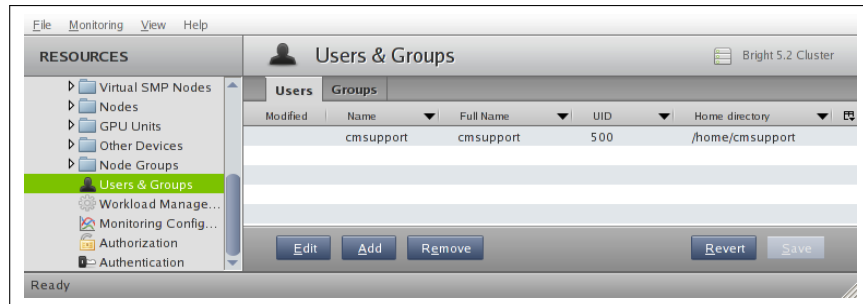 File Monitoring View Help
RESOURCES
Virtual SMP Nodes
Nodes
GPU Units
Other Devices
Node Groups
Users & Groups
Workload Manage...
Monitoring Config...
Authorization
Authentication
Users & Groups
Bright 5.2 Cluster
Users Groups
Modified Name Full Name UID Home directory
cmsupport cmsupport 500 /home/cmsupport
Edit Add Remove Revert Save
Ready